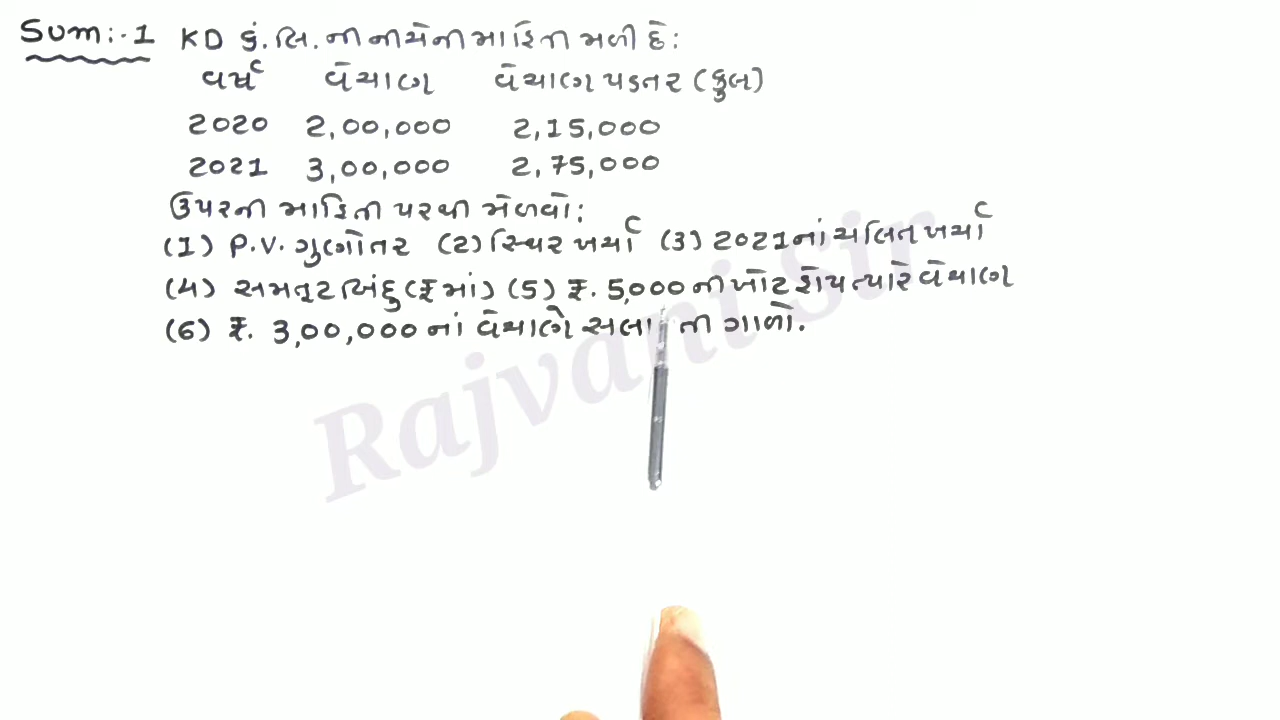 Sum:-1 KD કું.લિ.ની નીચેની માહિતી મળી છે:
વર્ષ વેચાણ વેચાણ પડતર (કુલ)
2020 2,00,000 2,15,000
2021 3,00,000 2,75,000
ઉપરની માહિતી પરથી મેળવો:
(1) P.V. ગુણોતર (2) સ્થિર ખર્ચા (3) 2021નાં ચલિત ખર્ચા
(4) સમતૂટ બિંદુ (₹માં) (5) ₹. 5,000 ની ખોટ હોય ત્યારે વેચાણ
(6) ₹. 3,00,000 નાં વેચાણે ગાળો.
Rajvani Sir